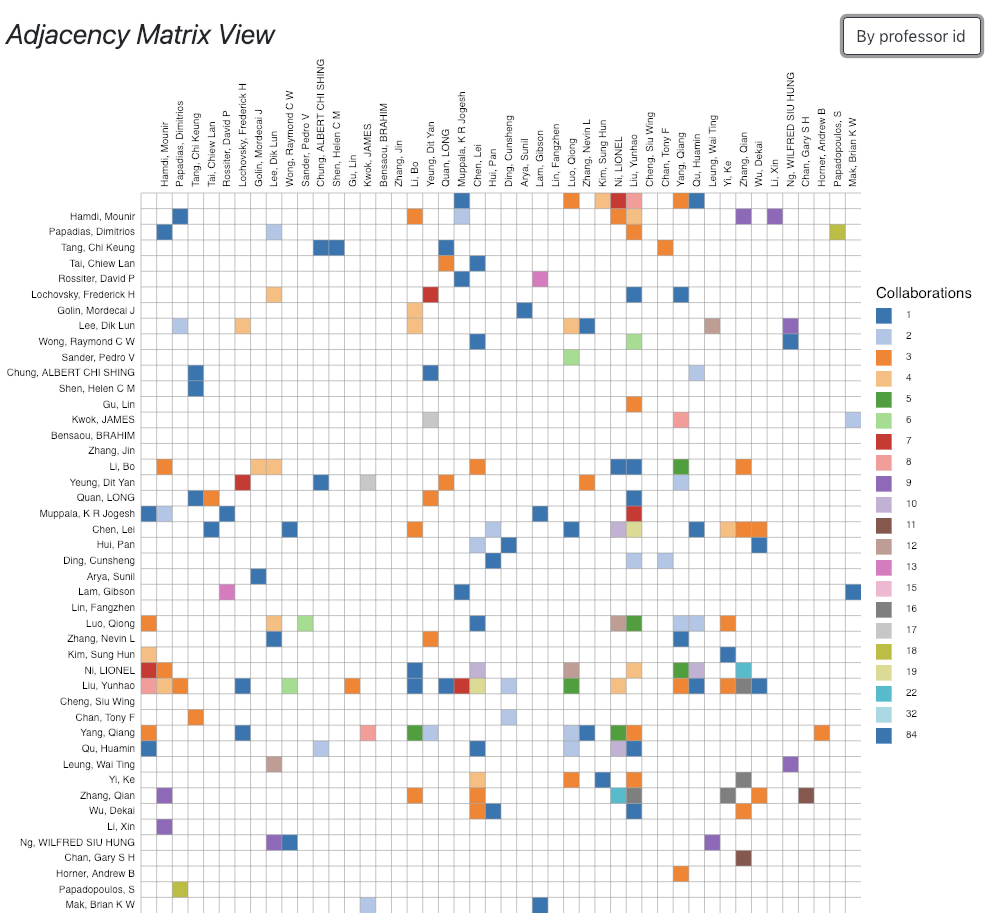 Adjacency Matrix View
By professor id
Hamdi, Mounir
Papadias, Dimitrios
Tang, Chi Keung
Tai, Chiew Lan
Rossiter, David P
Lochovsky, Frederick H
Golin, Mordecai J
Lee, Dik Lun
Wong, Raymond C W
Sander, Pedro V
Chung, ALBERT CHI SHING
Shen, Helen C M
Gu, Lin
Kwok, JAMES
Bensaou, BRAHIM
Zhang, Jin
Li, Bo
Yeung, Dit Yan
Quan, LONG
Muppala, K R Jogesh
Chen, Lei
Hui, Pan
Ding, Cunsheng
Arya, Sunil
Lam, Gibson
Lin, Fangzhen
Luo, Qiong
Zhang, Nevin L
Kim, Sung Hun
Ni, LIONEL
Liu, Yunhao
Cheng, Siu Wing
Chan, Tony F
Yang, Qiang
Qu, Huamin
Leung, Wai Ting
Yi, Ke
Zhang, Qian
Wu, Dekai
Li, Xin
Ng, WILFRED SIU HUNG
Chan, Gary S H
Horner, Andrew B
Papadopoulos, S
Mak, Brian K W
Hamdi, Mounir
Papadias, Dimitrios
Tang, Chi Keung
Tai, Chiew Lan
Rossiter, David P
Lochovsky, Frederick H
Golin, Mordecai J
Lee, Dik Lun
Wong, Raymond C W
Sander, Pedro V
Chung, ALBERT CHI SHING
Shen, Helen C M
Gu, Lin
Kwok, JAMES
Bensaou, BRAHIM
Zhang, Jin
Li, Bo
Yeung, Dit Yan
Quan, LONG
Muppala, K R Jogesh
Chen, Lei
Hui, Pan
Ding, Cunsheng
Arya, Sunil
Lam, Gibson
Lin, Fangzhen
Luo, Qiong
Zhang, Nevin L
Kim, Sung Hun
Ni, LIONEL
Liu, Yunhao
Cheng, Siu Wing
Chan, Tony F
Yang, Qiang
Qu, Huamin
Leung, Wai Ting
Yi, Ke
Zhang, Qian
Wu, Dekai
Li, Xin
Ng, WILFRED SIU HUNG
Chan, Gary S H
Horner, Andrew B
Papadopoulos, S
Mak, Brian K W
Collaborations
1
2
3
4
5
6
7
8
9
10
11
12
13
15
16
17
18
19
22
32
84